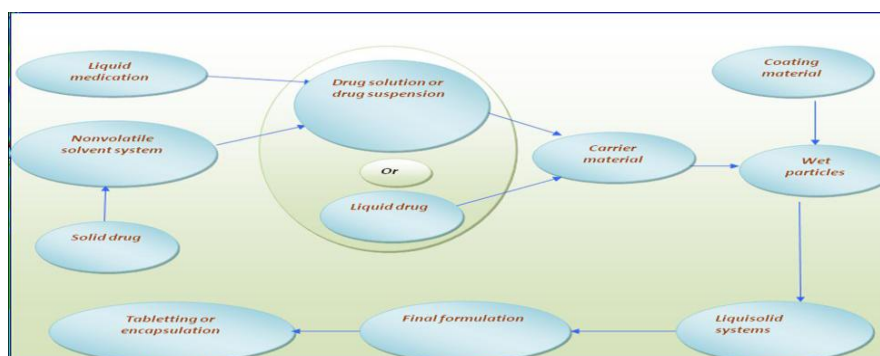 Liquid
medication
Drug solution or
drug suspension
Coating
material
Nonvolatile
solvent system
Carrier
material
Wet
particles
Or
Liquid drug
Solid drug
Tabletting or
encapsulation
Final formulation
Liquisolid
systems